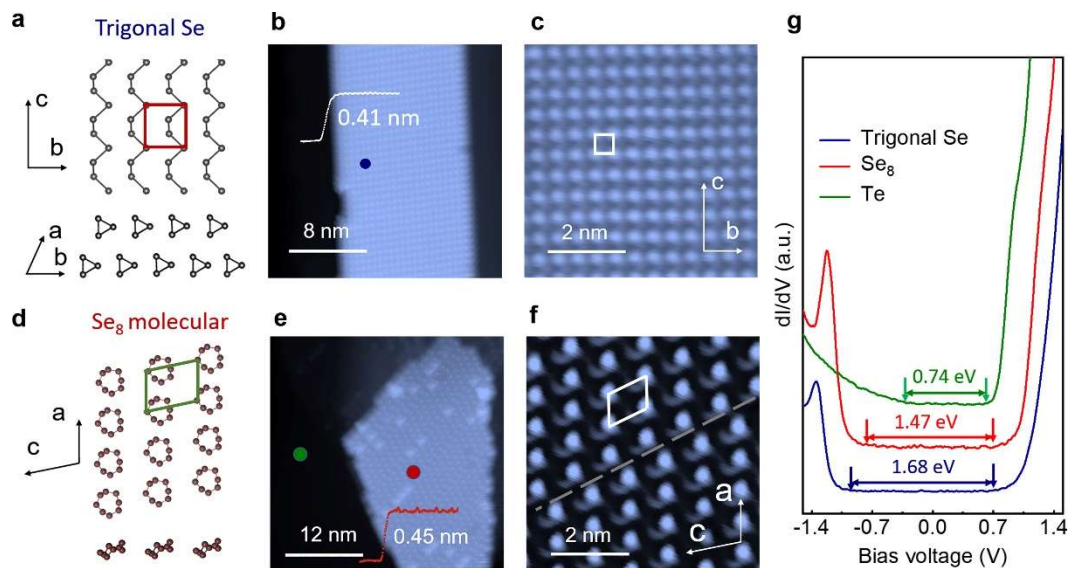 a
Trigonal Se
c
b
a
b
b
0.41 nm
8 nm
c
c
b
2 nm
d
Se₈ molecular
a
c
e
12 nm
0.45 nm
f
a
c
2 nm
g
dI/dV (a.u.)
Trigonal Se
Se₈
Te
0.74 eV
1.47 eV
1.68 eV
-1.4 -0.7 0.0 0.7 1.4
Bias voltage (V)